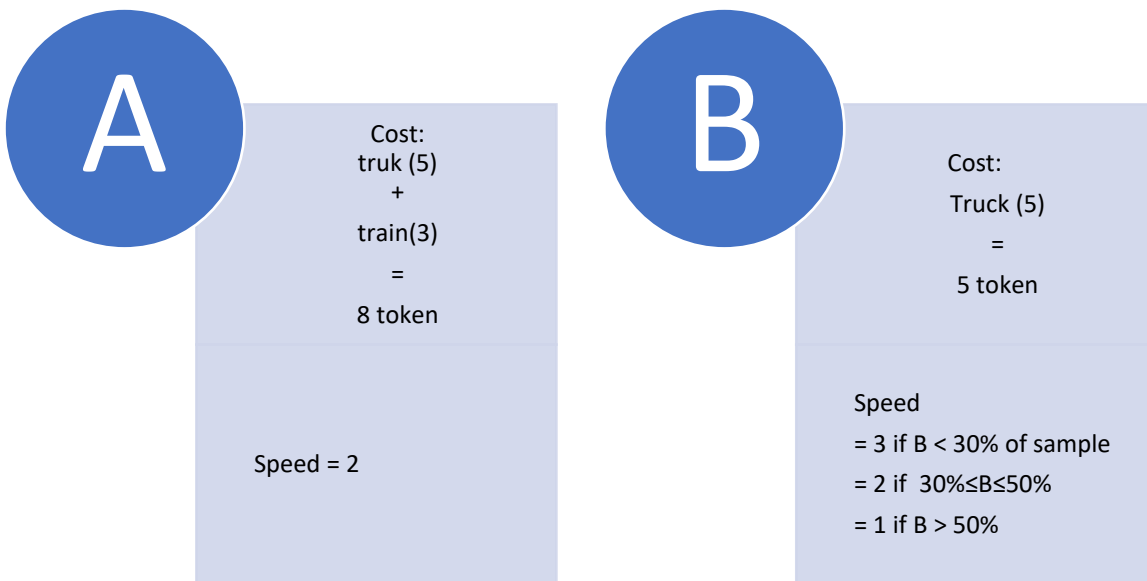 A
Cost:
truk (5)
+
train(3)
=
8 token
Speed = 2
B
Cost:
Truck (5)
=
5 token
Speed
= 3 if B < 30% of sample
= 2 if  30%≤B≤50%
= 1 if B > 50%